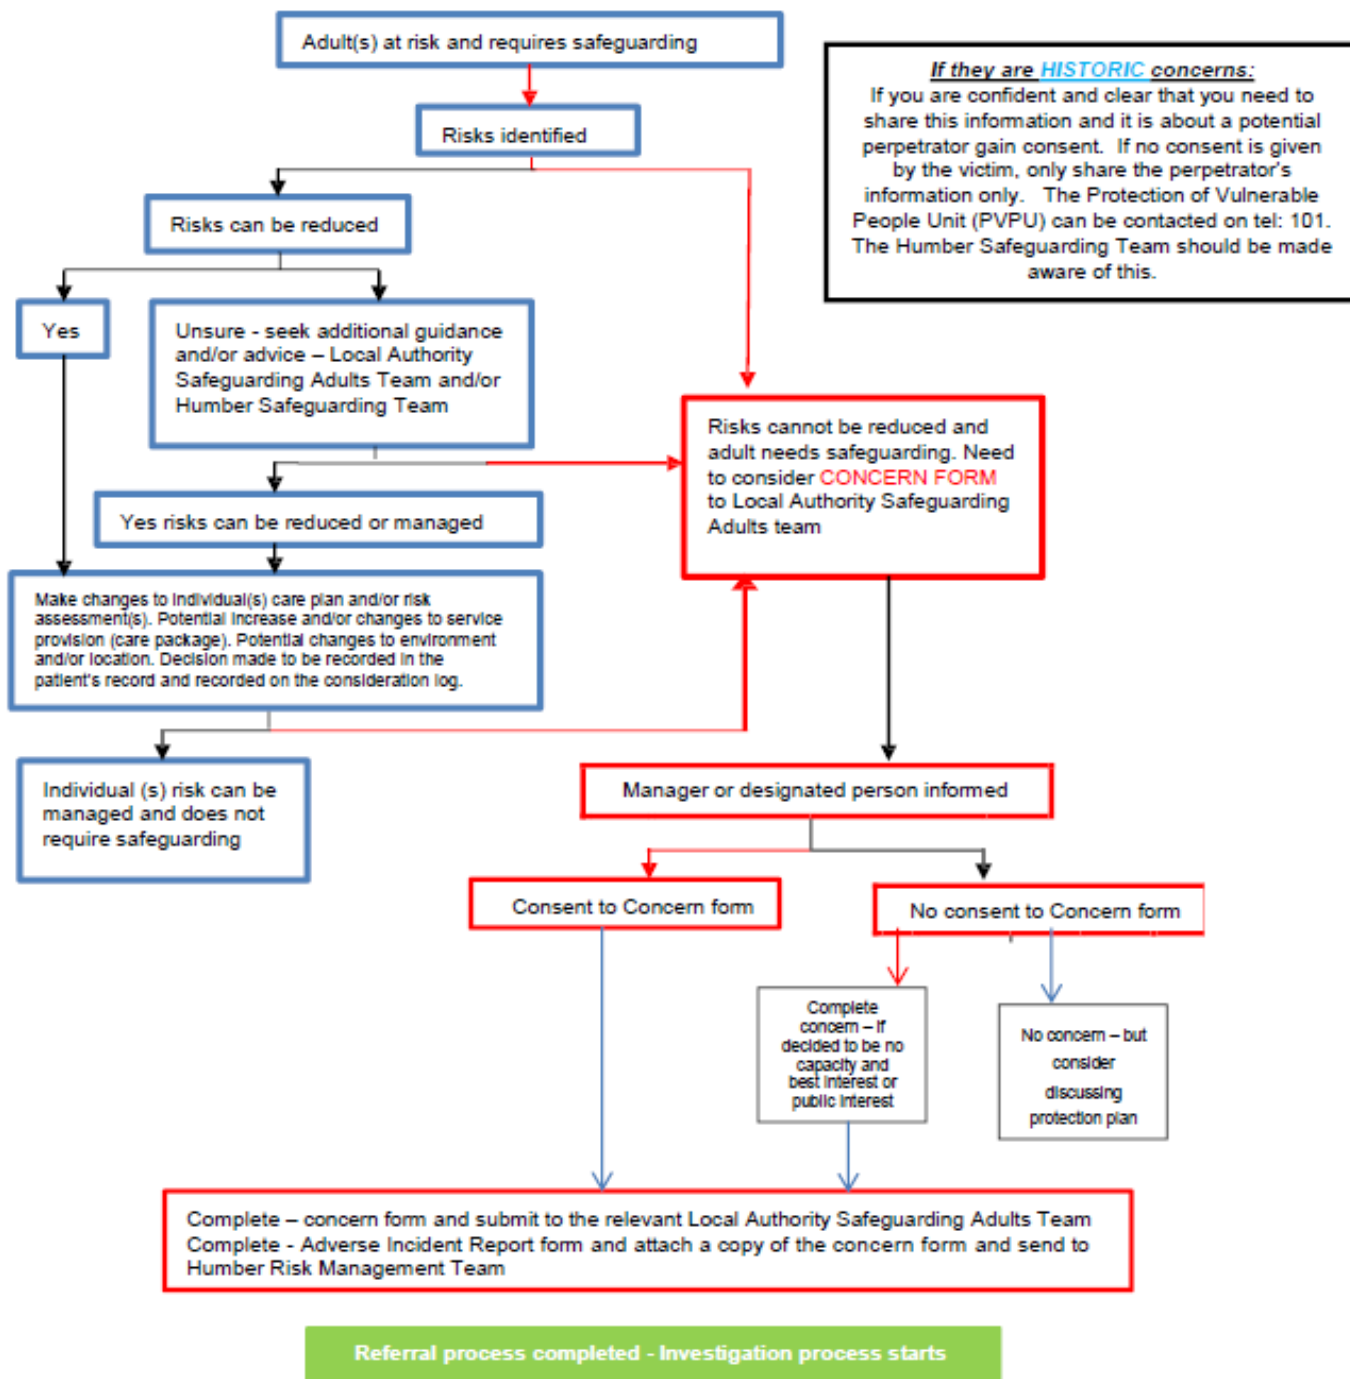 Adult(s) at risk and requires safeguarding
If they are HISTORIC concerns:
If you are confident and clear that you need to
share this information and it is about a potential
perpetrator gain consent. If no consent is given
by the victim, only share the perpetrator's
information only. The Protection of Vulnerable
People Unit (PVPU) can be contacted on tel: 101.
The Humber Safeguarding Team should be made
aware of this.
Risks identified
Risks can be reduced
Yes
Unsure - seek additional guidance
and/or advice – Local Authority
Safeguarding Adults Team and/or
Humber Safeguarding Team
Risks cannot be reduced and
adult needs safeguarding. Need
to consider CONCERN FORM
to Local Authority Safeguarding
Adults team
Yes risks can be reduced or managed
Make changes to individual(s) care plan and/or risk
assessment(s). Potential increase and/or changes to service
provision (care package). Potential changes to environment
and/or location. Decision made to be recorded in the
patient's record and recorded on the consideration log.
Individual (s) risk can be
managed and does not
require safeguarding
Manager or designated person informed
Consent to Concern form
No consent to Concern form
Complete
concern – if
decided to be no
capacity and
best interest or
public interest
No concern – but
consider
discussing
protection plan
Complete – concern form and submit to the relevant Local Authority Safeguarding Adults Team
Complete - Adverse Incident Report form and attach a copy of the concern form and send to
Humber Risk Management Team
Referral process completed - Investigation process starts